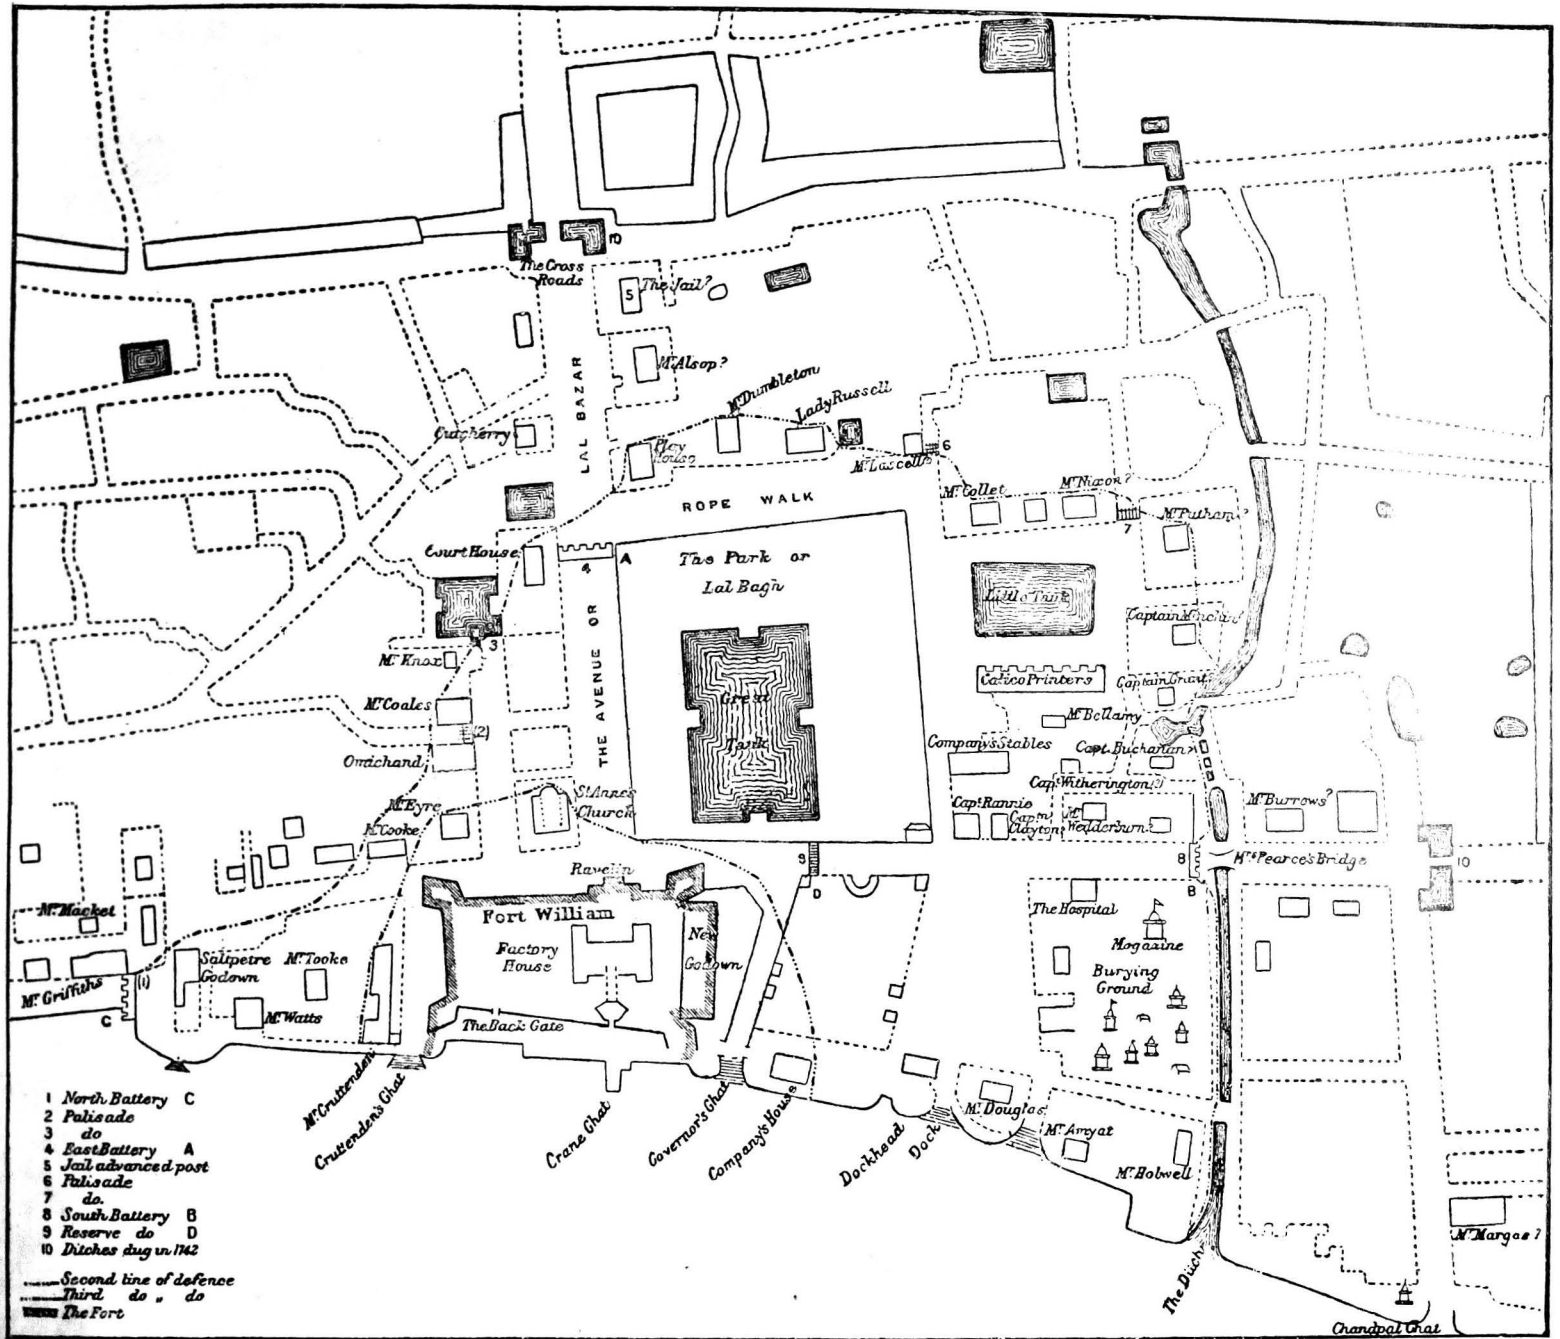 The Cross
Roads
B
5
The Jail?
Mr Alsop?
LAL BAZAR
Mr Dumbleton
Lady Russell
Cutcherry
Play
House
Mr Lascells
6
ROPE WALK
Mr Collet
Mr Nixon?
7
Mr Putham?
Court House
4
A
The Park or
Lal Bagh
Little Tank
3
Mr Knox
Calico Printers
Captain Grant
Mr Coales
(2)
THE AVENUE OR
Great
Tank
Mr Bellamy
Company's Stables
Capt. Buchanan?
Omichand
Capt Witherington(?)
Mr Eyre
St Anne's
Church
Capt Rannie
Captn
Clayton
Mr
Wedderburn?
Mr Burrows?
Mr Cooke
9
D
8
B
Mrs Pearce's Bridge
10
Ravelin
Mr Macket
Fort William
Factory
House
New
Godown
The Hospital
Mogazine
Saltpetre
Godown
Mr Tooke
Burying
Ground
Mr Griffiths
(1)
C
Mr Watts
The Back Gate
Mr Cruttenden
Cruttenden's Ghat
Crane Ghat
Governor's Ghat
Company's House
Dockhead
Dock
Mr Douglas
Mr Amyat
Mr Holwell
The Ditch
Mr Margas?
Chandpal Ghat
1 North Battery C
2 Palisade
3 do
4 East Battery A
5 Jail advanced post
6 Palisade
7 do.
8 South Battery B
9 Reserve do D
10 Ditches dug in 1742
Second line of defence
Third do „ do
The Fort